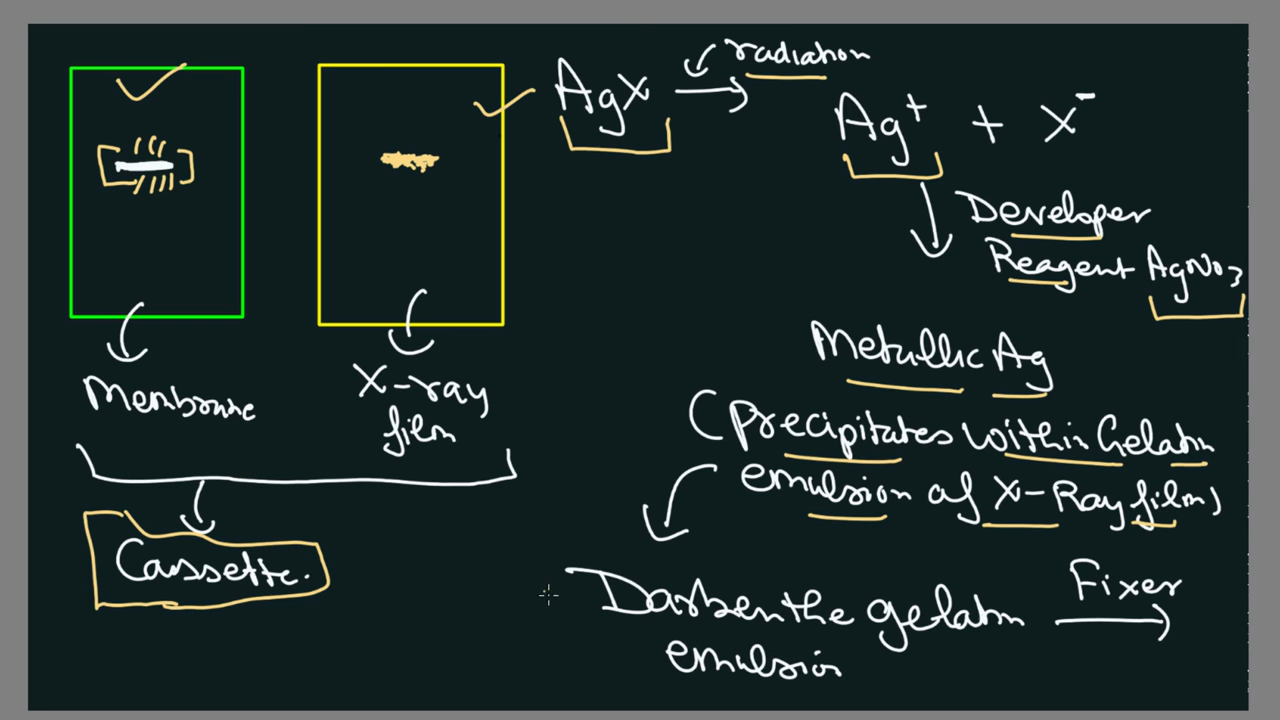 AgX
radiation
Ag+ + X-
Developer
Reagent AgNO3
Membrane
X-ray
film
Cassette.
Metallic Ag
(Precipitates within Gelatin
emulsion of X-Ray film)
Darken the gelatin
emulsion
Fixer